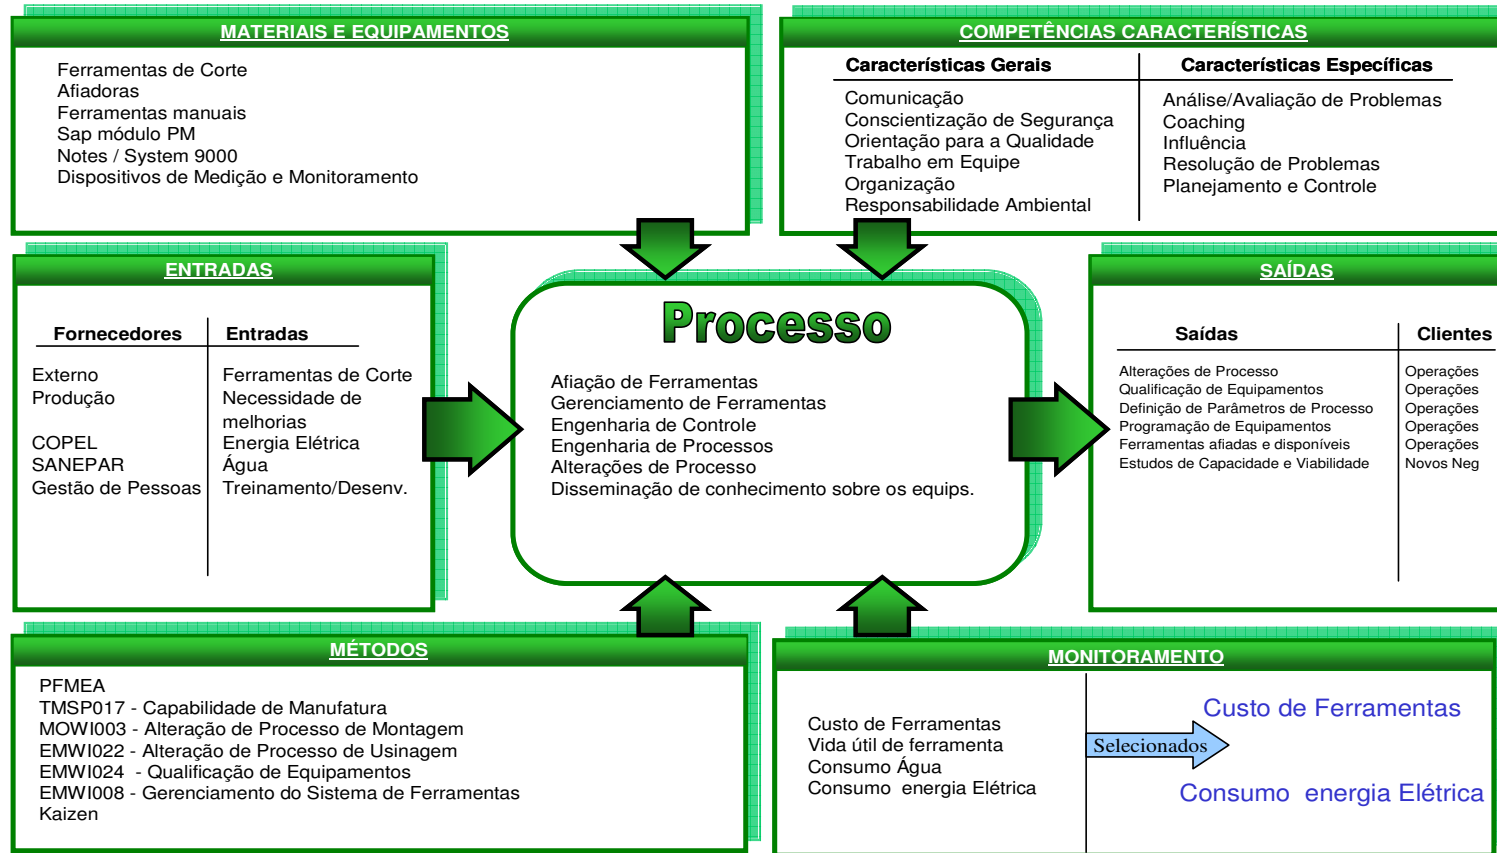 MATERIAIS E EQUIPAMENTOS
Ferramentas de Corte
Afiadoras
Ferramentas manuais
Sap módulo PM
Notes / System 9000
Dispositivos de Medição e Monitoramento
COMPETÊNCIAS CARACTERÍSTICAS
Características Gerais
Comunicação
Conscientização de Segurança
Orientação para a Qualidade
Trabalho em Equipe
Organização
Responsabilidade Ambiental
Características Específicas
Análise/Avaliação de Problemas
Coaching
Influência
Resolução de Problemas
Planejamento e Controle
ENTRADAS
Fornecedores Entradas
Externo Ferramentas de Corte
Produção Necessidade de
melhorias
COPEL Energia Elétrica
SANEPAR Água
Gestão de Pessoas Treinamento/Desenv.
Processo
Afiação de Ferramentas
Gerenciamento de Ferramentas
Engenharia de Controle
Engenharia de Processos
Alterações de Processo
Disseminação de conhecimento sobre os equips.
SAÍDAS
Saídas Clientes
Alterações de Processo Operações
Qualificação de Equipamentos Operações
Definição de Parâmetros de Processo Operações
Programação de Equipamentos Operações
Ferramentas afiadas e disponíveis Operações
Estudos de Capacidade e Viabilidade Novos Neg
MÉTODOS
PFMEA
TMSP017 - Capabilidade de Manufatura
MOWI003 - Alteração de Processo de Montagem
EMWI022 - Alteração de Processo de Usinagem
EMWI024 - Qualificação de Equipamentos
EMWI008 - Gerenciamento do Sistema de Ferramentas
Kaizen
MONITORAMENTO
Custo de Ferramentas
Vida útil de ferramenta
Consumo Água
Consumo energia Elétrica
Selecionados
Custo de Ferramentas
Consumo energia Elétrica